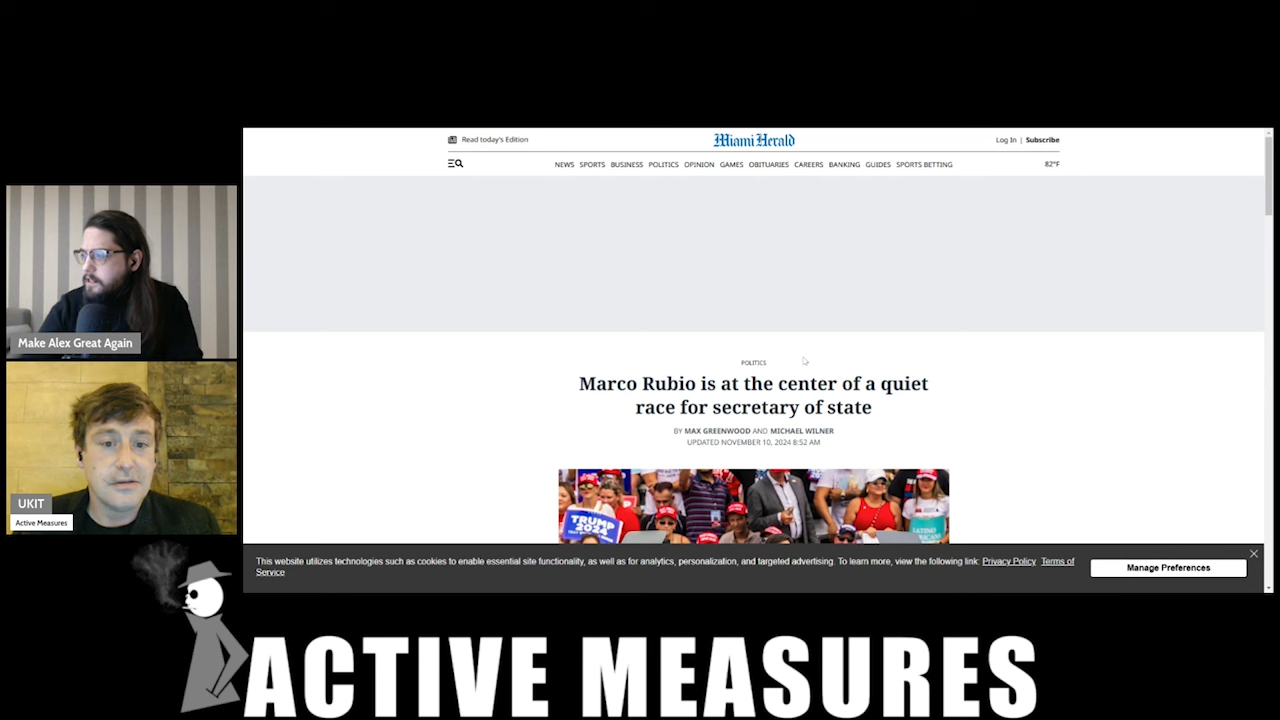 Read today's Edition
Miami Herald
Log In | Subscribe
NEWS SPORTS BUSINESS POLITICS OPINION GAMES OBITUARIES CAREERS BANKING GUIDES SPORTS BETTING
82°F
POLITICS
Marco Rubio is at the center of a quiet
race for secretary of state
BY MAX GREENWOOD AND MICHAEL WILNER
UPDATED NOVEMBER 10, 2024 8:52 AM
TRUMP
2024
LATINO
Make Alex Great Again
UKIT
Active Measures
This website utilizes technologies such as cookies to enable essential site functionality, as well as for analytics, personalization, and targeted advertising. To learn more, view the following link: Privacy Policy Terms of
Service
Manage Preferences
ACTIVE MEASURES